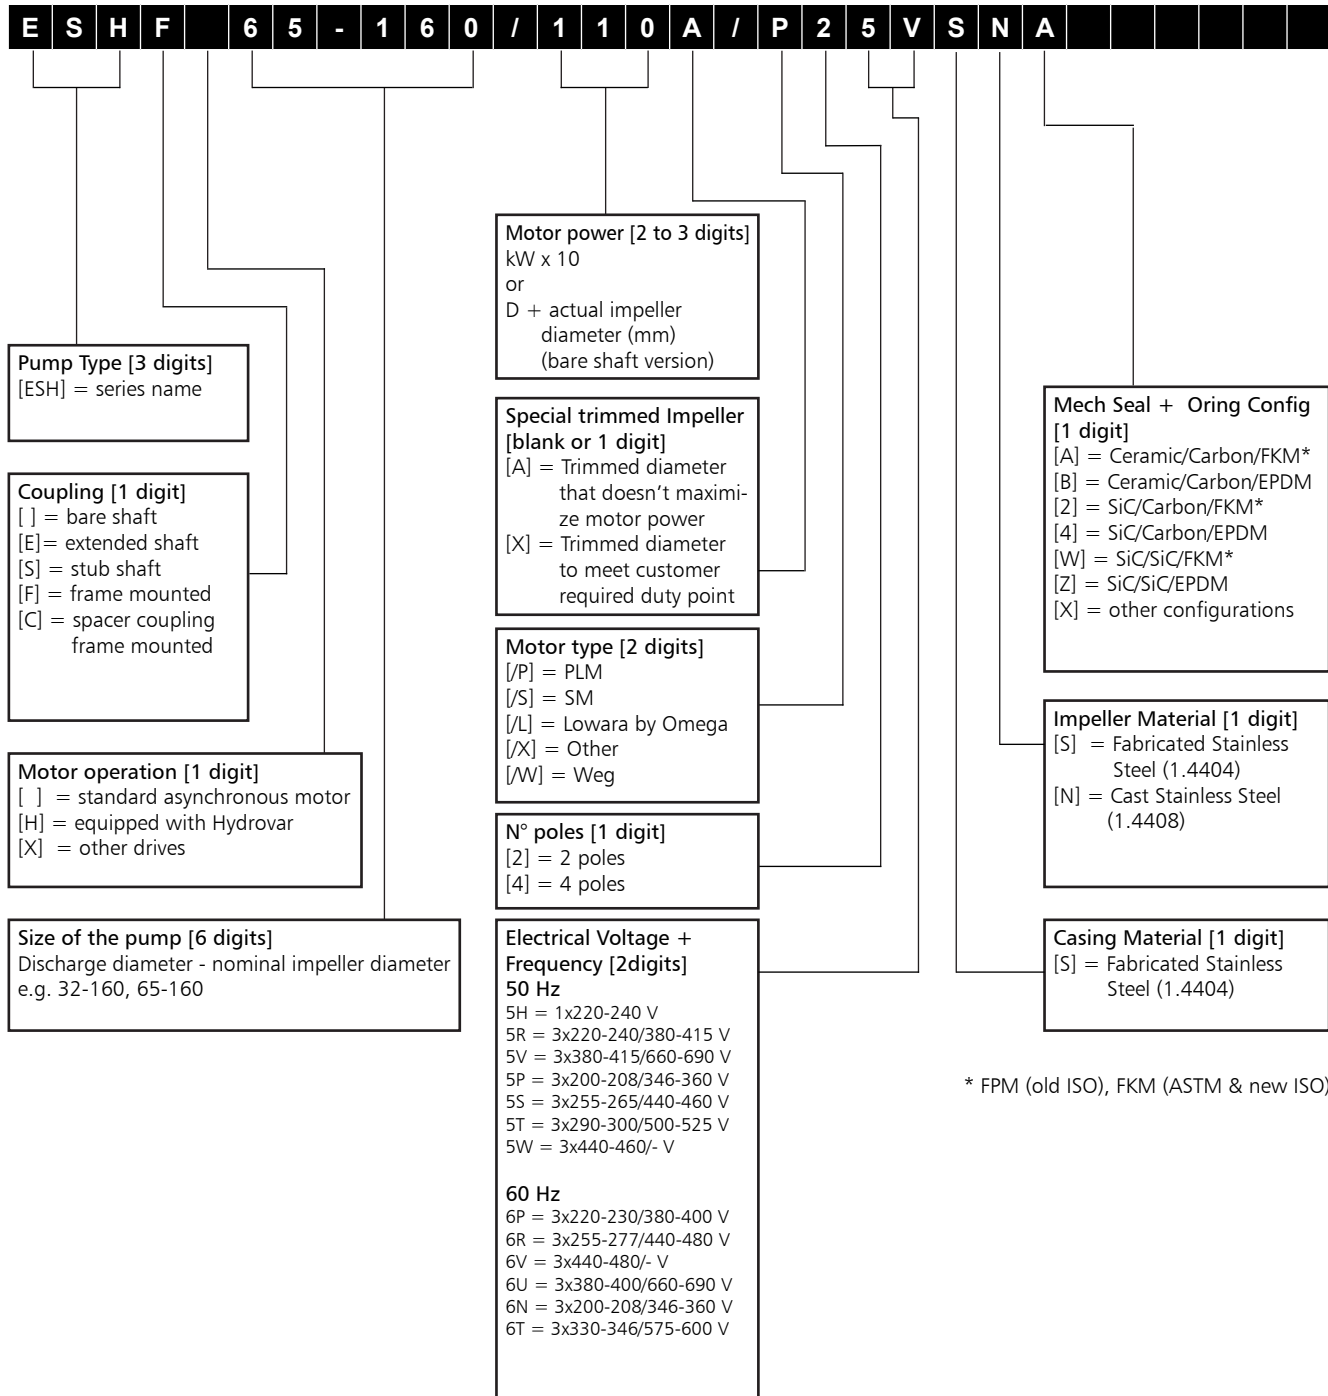 ESHF 65-160/110A/P25VSNA
Motor power [2 to 3 digits]
kW x 10
or
D + actual impeller
diameter (mm)
(bare shaft version)
Pump Type [3 digits]
[ESH] = series name
Coupling [1 digit]
[ ] = bare shaft
[E]= extended shaft
[S] = stub shaft
[F] = frame mounted
[C] = spacer coupling
frame mounted
Motor operation [1 digit]
[ ] = standard asynchronous motor
[H] = equipped with Hydrovar
[X] = other drives
Size of the pump [6 digits]
Discharge diameter - nominal impeller diameter
e.g. 32-160, 65-160
Special trimmed Impeller
[blank or 1 digit]
[A] = Trimmed diameter
that doesn't maximi-
ze motor power
[X] = Trimmed diameter
to meet customer
required duty point
Motor type [2 digits]
[/P] = PLM
[/S] = SM
[/L] = Lowara by Omega
[/X] = Other
[/W] = Weg
N° poles [1 digit]
[2] = 2 poles
[4] = 4 poles
Electrical Voltage +
Frequency [2digits]
50 Hz
5H = 1x220-240 V
5R = 3x220-240/380-415 V
5V = 3x380-415/660-690 V
5P = 3x200-208/346-360 V
5S = 3x255-265/440-460 V
5T = 3x290-300/500-525 V
5W = 3x440-460/- V
60 Hz
6P = 3x220-230/380-400 V
6R = 3x255-277/440-480 V
6V = 3x440-480/- V
6U = 3x380-400/660-690 V
6N = 3x200-208/346-360 V
6T = 3x330-346/575-600 V
Mech Seal + Oring Config
[1 digit]
[A] = Ceramic/Carbon/FKM*
[B] = Ceramic/Carbon/EPDM
[2] = SiC/Carbon/FKM*
[4] = SiC/Carbon/EPDM
[W] = SiC/SiC/FKM*
[Z] = SiC/SiC/EPDM
[X] = other configurations
Impeller Material [1 digit]
[S] = Fabricated Stainless
Steel (1.4404)
[N] = Cast Stainless Steel
(1.4408)
Casing Material [1 digit]
[S] = Fabricated Stainless
Steel (1.4404)
* FPM (old ISO), FKM (ASTM & new ISO)